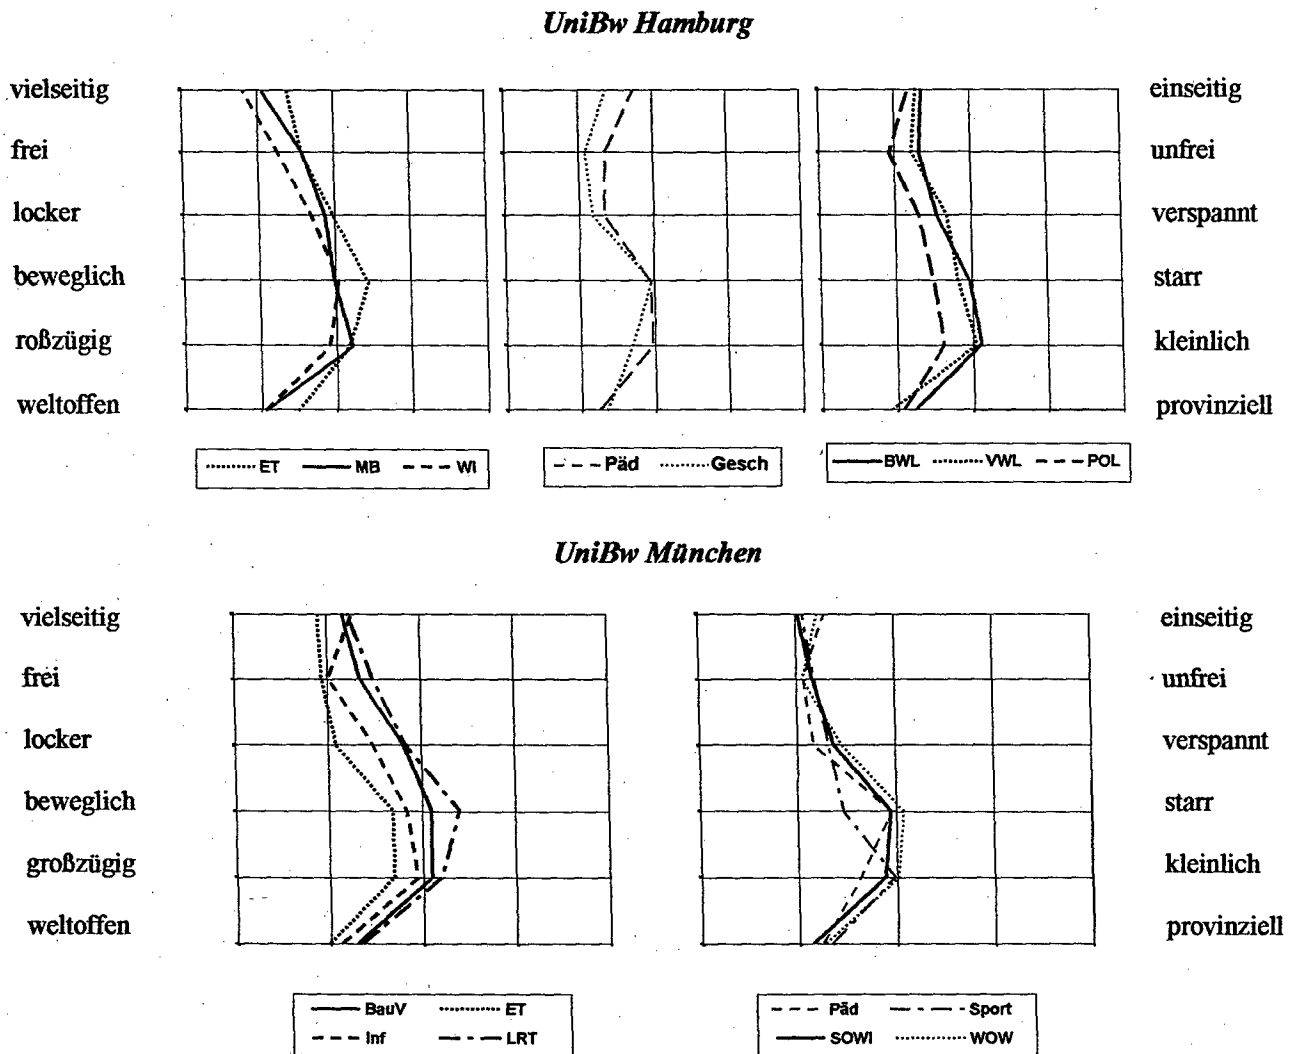 UniBw Hamburg
vielseitig einseitig
frei unfrei
locker verspannt
beweglich starr
roßzügig kleinlich
weltoffen provinziell
ET MB WI
Päd Gesch
BWL VWL POL
UniBw München
vielseitig einseitig
frei unfrei
locker verspannt
beweglich starr
großzügig kleinlich
weltoffen provinziell
BauV ET
Inf LRT
Päd Sport
SOWI WOW